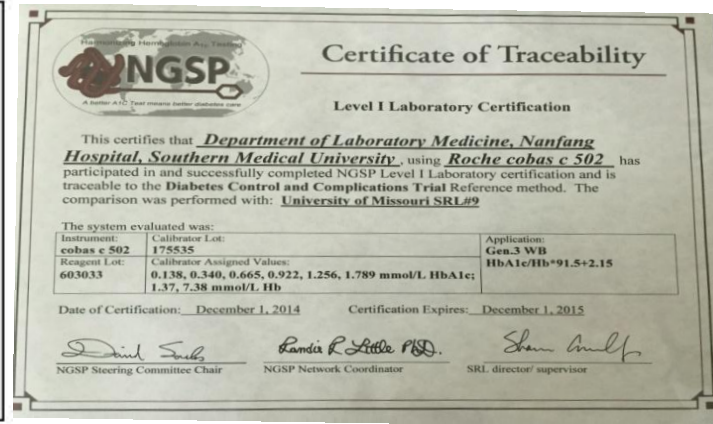 Harmonizing Hemoglobin A1c Testing
NGSP
A better A1C Test means better diabetes care
Certificate of Traceability
Level I Laboratory Certification
This certifies that Department of Laboratory Medicine, Nanfang
Hospital, Southern Medical University, using Roche cobas c 502 has
participated in and successfully completed NGSP Level I Laboratory certification and is
traceable to the Diabetes Control and Complications Trial Reference method. The
comparison was performed with: University of Missouri SRL#9
The system evaluated was:
Instrument: Calibrator Lot: Application:
cobas c 502 175535 Gen.3 WB
Reagent Lot: Calibrator Assigned Values: HbA1c/Hb*91.5+2.15
603033 0.138, 0.340, 0.665, 0.922, 1.256, 1.789 mmol/L HbA1c;
1.37, 7.38 mmol/L Hb
Date of Certification: December 1, 2014 Certification Expires: December 1, 2015
Randie R Little PhD.
NGSP Steering Committee Chair NGSP Network Coordinator SRL director/ supervisor